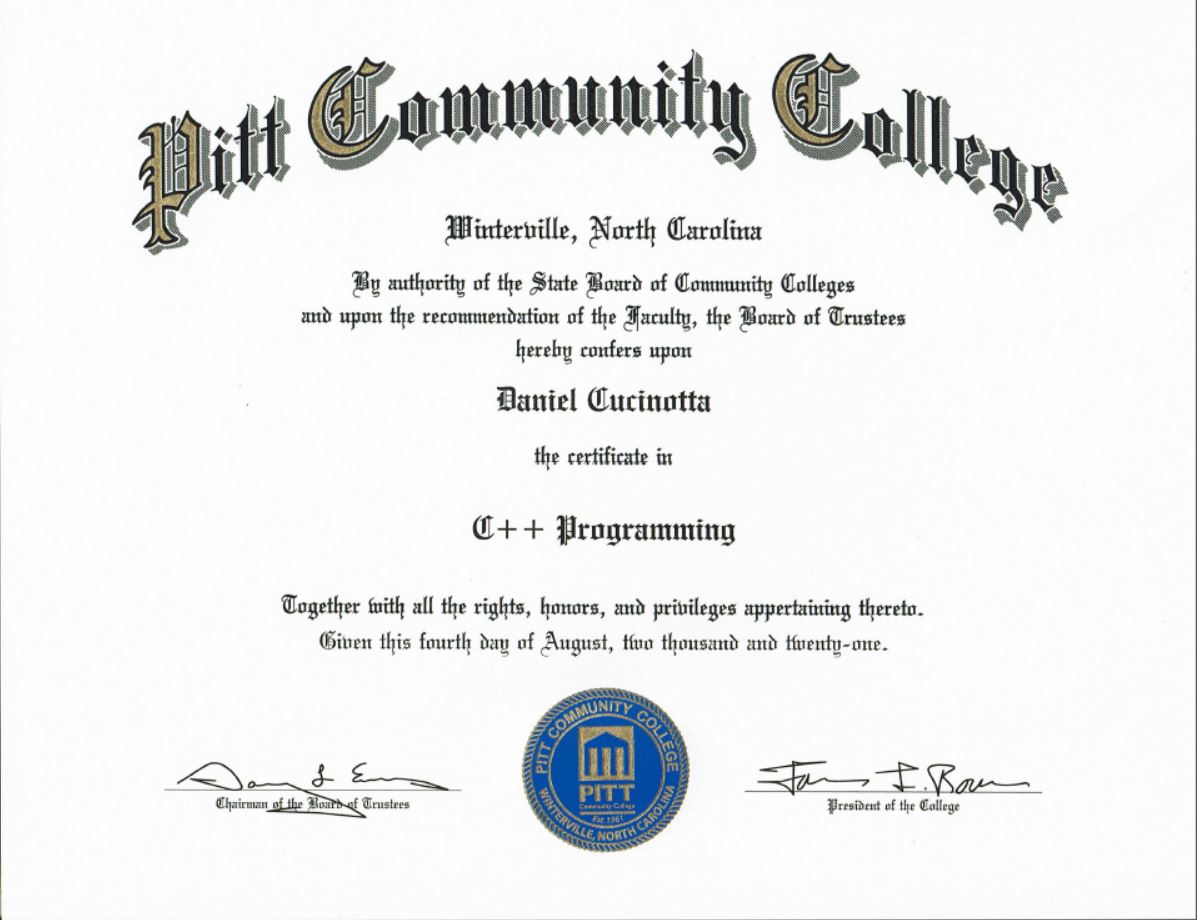 Pitt Community College
Winterville, North Carolina
By authority of the State Board of Community Colleges
and upon the recommendation of the Faculty, the Board of Trustees
hereby confers upon
Daniel Cucinotta
the certificate in
C++ Programming
Together with all the rights, honors, and privileges appertaining thereto.
Given this fourth day of August, two thousand and twenty-one.
PITT COMMUNITY COLLEGE
PITT
Community College
Est. 1961
WINTERVILLE, NORTH CAROLINA
Chairman of the Board of Trustees
President of the College